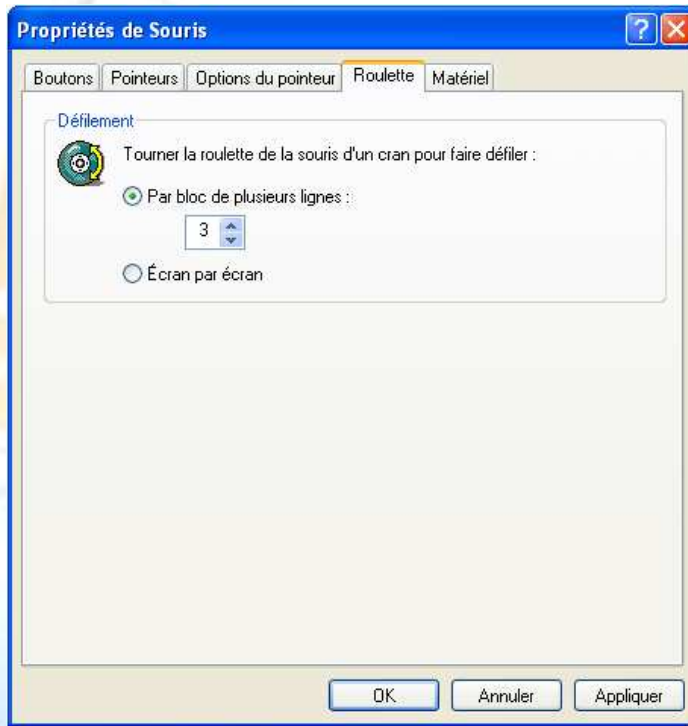 Propriétés de Souris
Boutons Pointeurs Options du pointeur Roulette Matériel
Défilement
Tourner la roulette de la souris d'un cran pour faire défiler :
Par bloc de plusieurs lignes :
3
Écran par écran
OK Annuler Appliquer